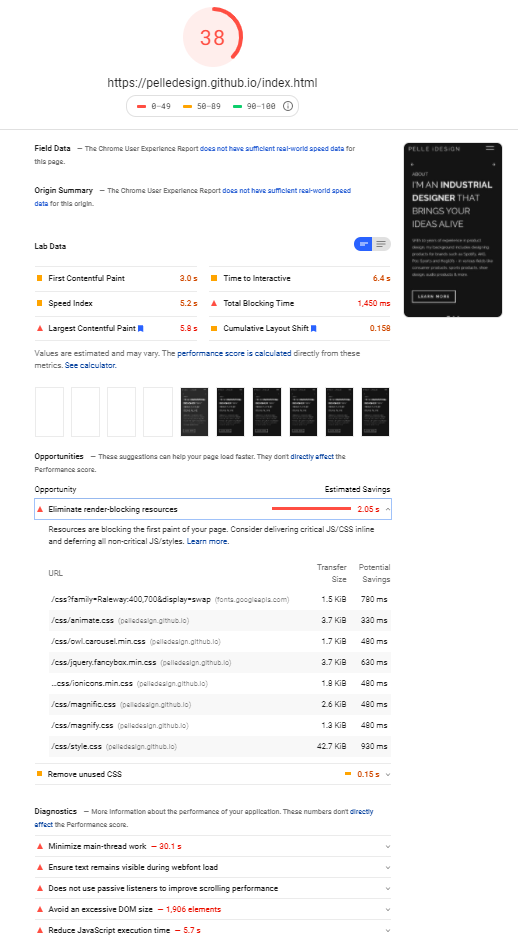 38
https://pelledesign.github.io/index.html
0–49 50–89 90–100
Field Data — The Chrome User Experience Report does not have sufficient real-world speed data for
this page.
Origin Summary — The Chrome User Experience Report does not have sufficient real-world speed
data for this origin.
PELLE IDESIGN
ABOUT
I'M AN INDUSTRIAL
DESIGNER THAT
BRINGS YOUR
IDEAS ALIVE
LEARN MORE
Lab Data
First Contentful Paint 3.0 s Time to Interactive 6.4 s
Speed Index 5.2 s Total Blocking Time 1,450 ms
Largest Contentful Paint 5.8 s Cumulative Layout Shift 0.158
Values are estimated and may vary. The performance score is calculated directly from these
metrics. See calculator.
Opportunities — These suggestions can help your page load faster. They don't directly affect the
Performance score.
Opportunity Estimated Savings
Eliminate render-blocking resources 2.05 s
Resources are blocking the first paint of your page. Consider delivering critical JS/CSS inline
and deferring all non-critical JS/styles. Learn more.
URL Transfer Size Potential Savings
/css?family=Raleway:400,700&display=swap (fonts.googleapis.com) 1.5 KiB 780 ms
/css/animate.css (pelledesign.github.io) 3.7 KiB 330 ms
/css/owl.carousel.min.css (pelledesign.github.io) 1.7 KiB 480 ms
/css/jquery.fancybox.min.css (pelledesign.github.io) 3.7 KiB 630 ms
…css/ionicons.min.css (pelledesign.github.io) 1.8 KiB 480 ms
/css/magnific.css (pelledesign.github.io) 2.6 KiB 480 ms
/css/magnify.css (pelledesign.github.io) 1.3 KiB 480 ms
/css/style.css (pelledesign.github.io) 42.7 KiB 930 ms
Remove unused CSS 0.15 s
Diagnostics — More information about the performance of your application. These numbers don't directly
affect the Performance score.
Minimize main-thread work — 30.1 s
Ensure text remains visible during webfont load
Does not use passive listeners to improve scrolling performance
Avoid an excessive DOM size — 1,906 elements
Reduce JavaScript execution time — 5.7 s